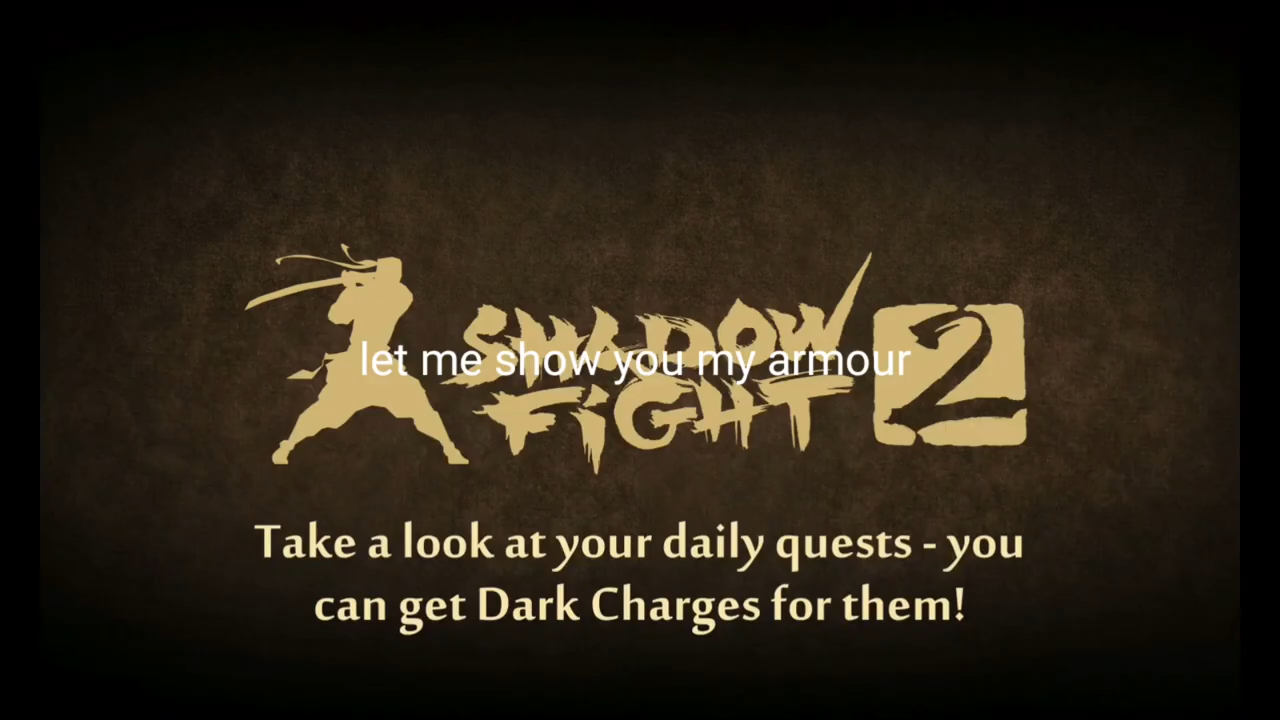 SHADOW
FIGHT 2
let me show you my armour
Take a look at your daily quests - you
can get Dark Charges for them!